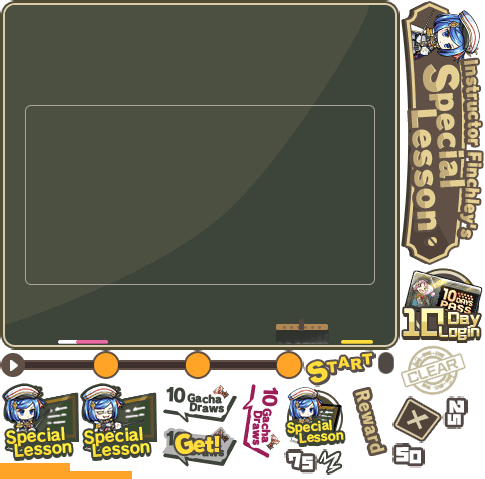 Instructor Finchley's
Special
Lesson
10 DAYS
PASS
10 Day
Login
START
CLEAR
Special
Lesson
Special
Lesson
10 Gacha
Draws
Get!
10 Gacha
Draws
Special
Lesson
Reward
25
50
75